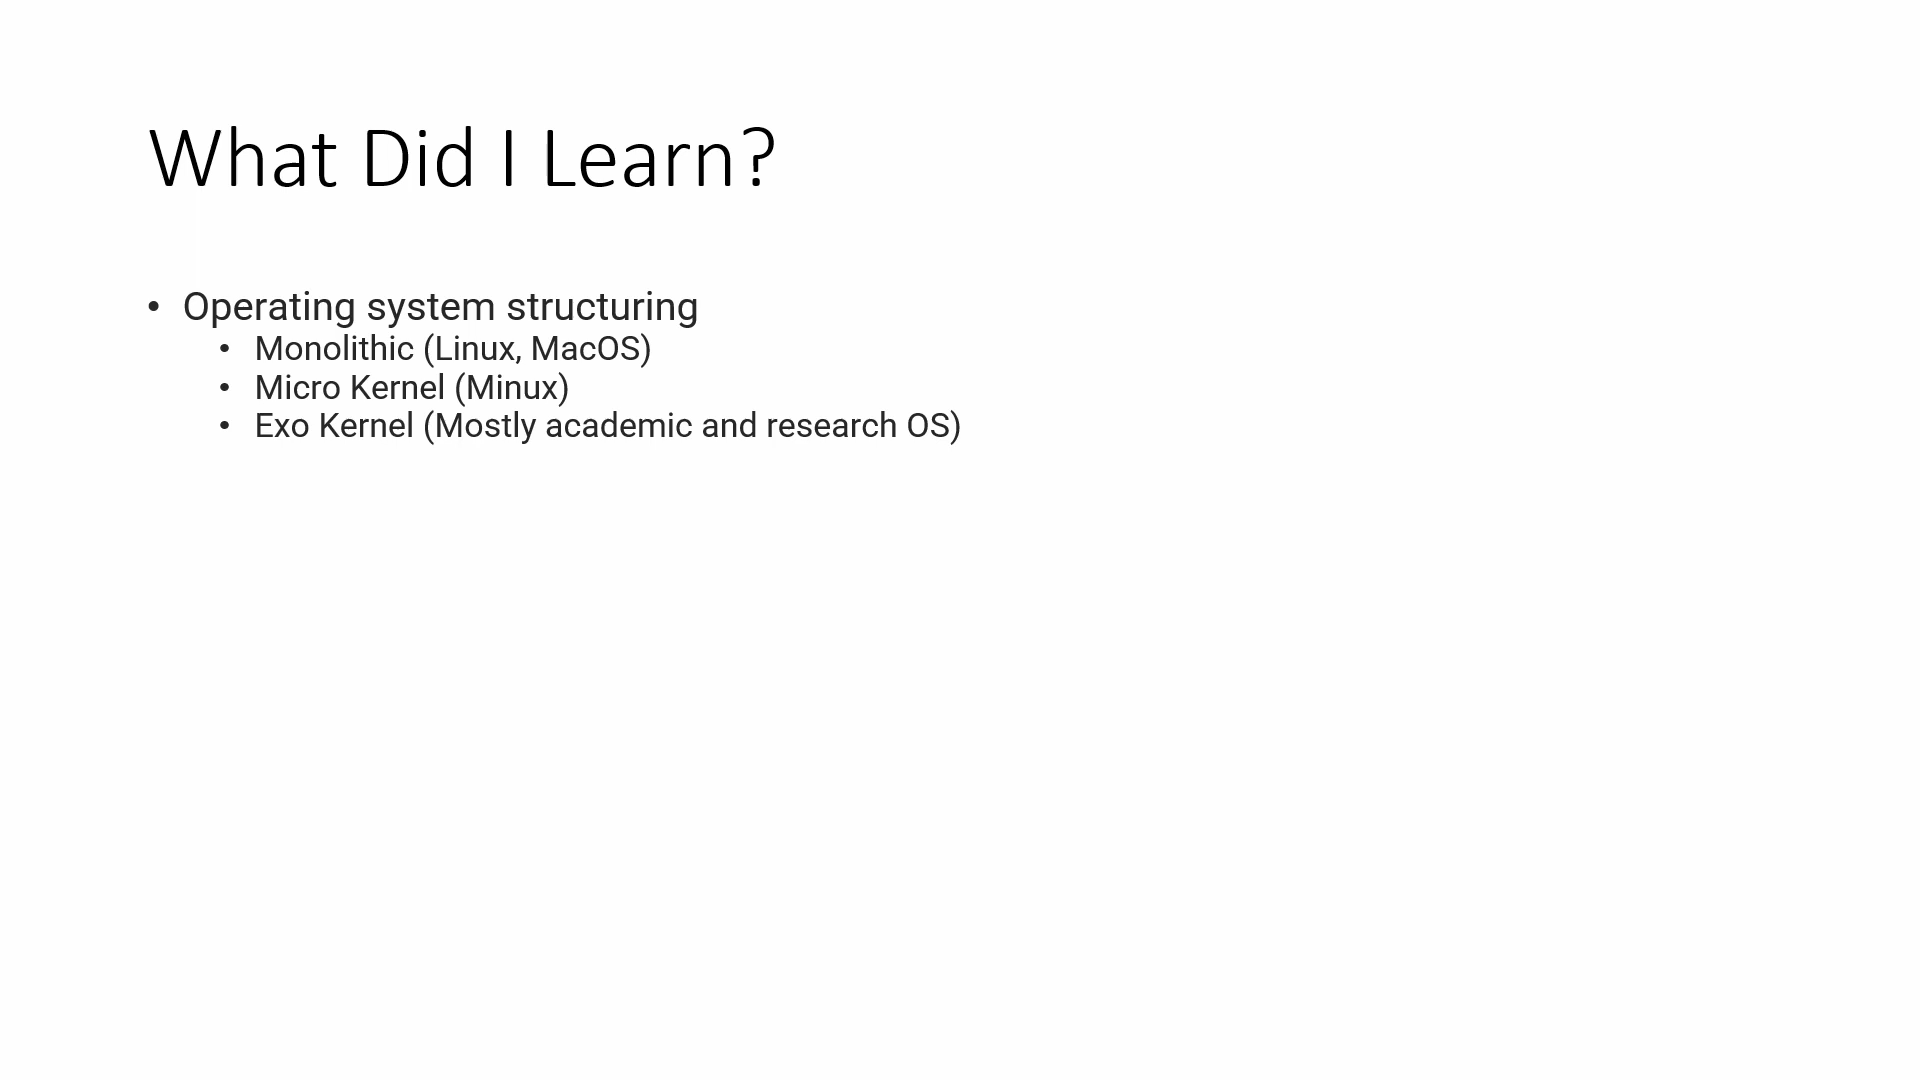 What Did I Learn?
• Operating system structuring
• Monolithic (Linux, MacOS)
• Micro Kernel (Minux)
• Exo Kernel (Mostly academic and research OS)